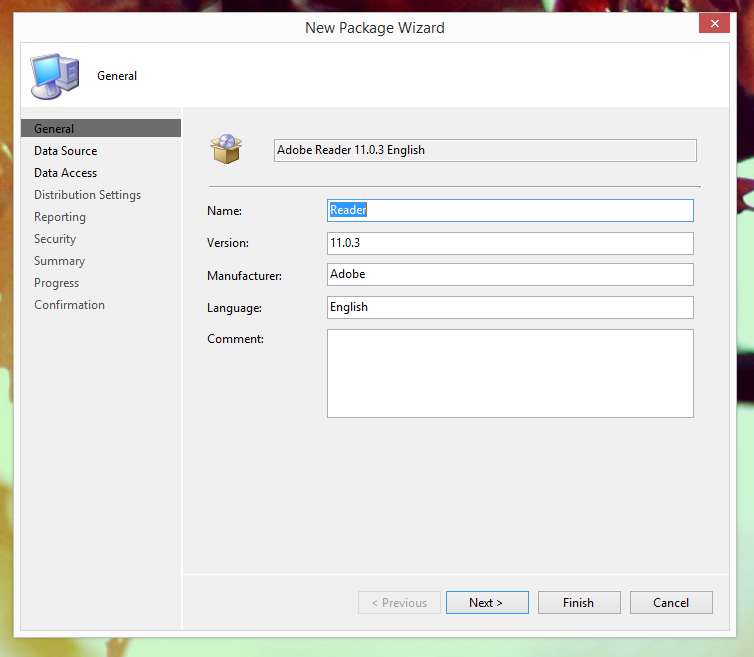 New Package Wizard
General
General
Data Source
Data Access
Distribution Settings
Reporting
Security
Summary
Progress
Confirmation
Adobe Reader 11.0.3 English
Name:
Reader
Version:
11.0.3
Manufacturer:
Adobe
Language:
English
Comment:
< Previous
Next >
Finish
Cancel